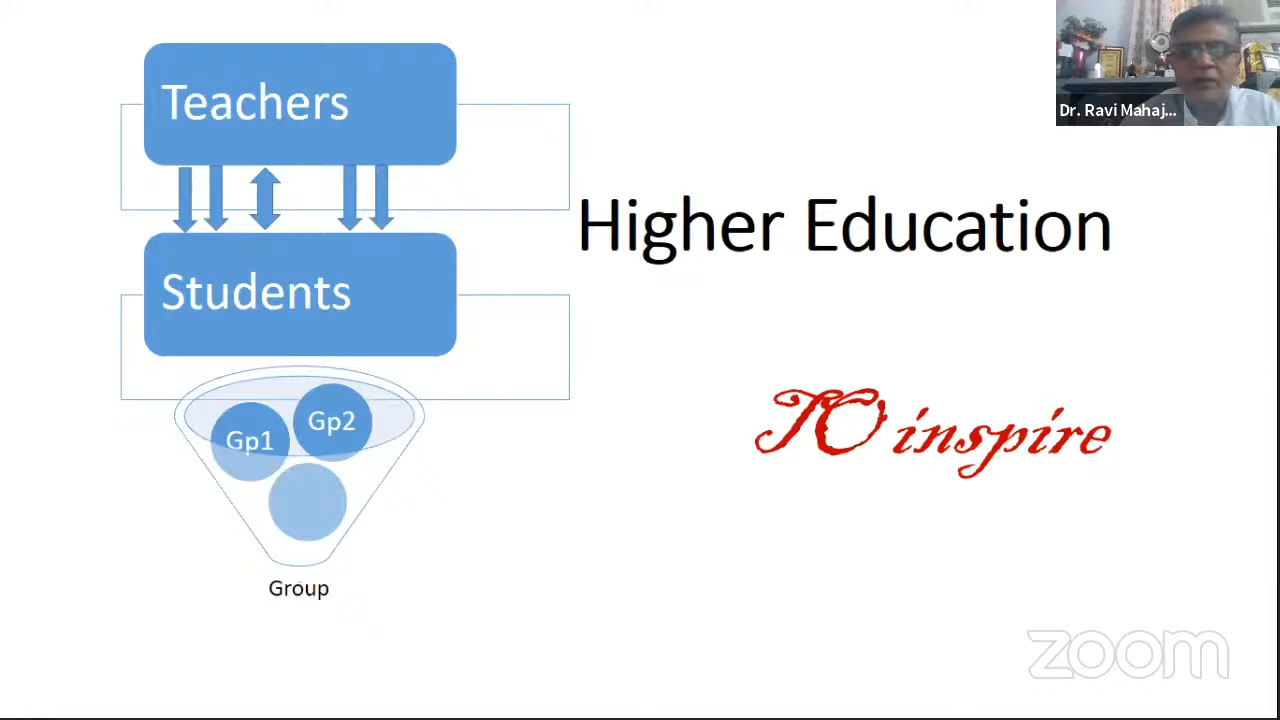 Teachers
Dr. Ravi Mahaj...
Higher Education
Students
TO inspire
Gp1
Gp2
Group
zoom